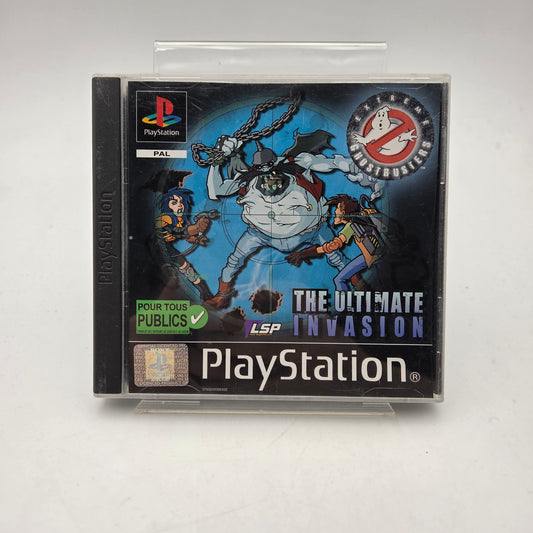 PlayStation
PlayStation
PAL
EXTREME
GHOSTBUSTERS
THE ULTIMATE
INVASION
POUR TOUS
PUBLICS
LSP
PlayStation®